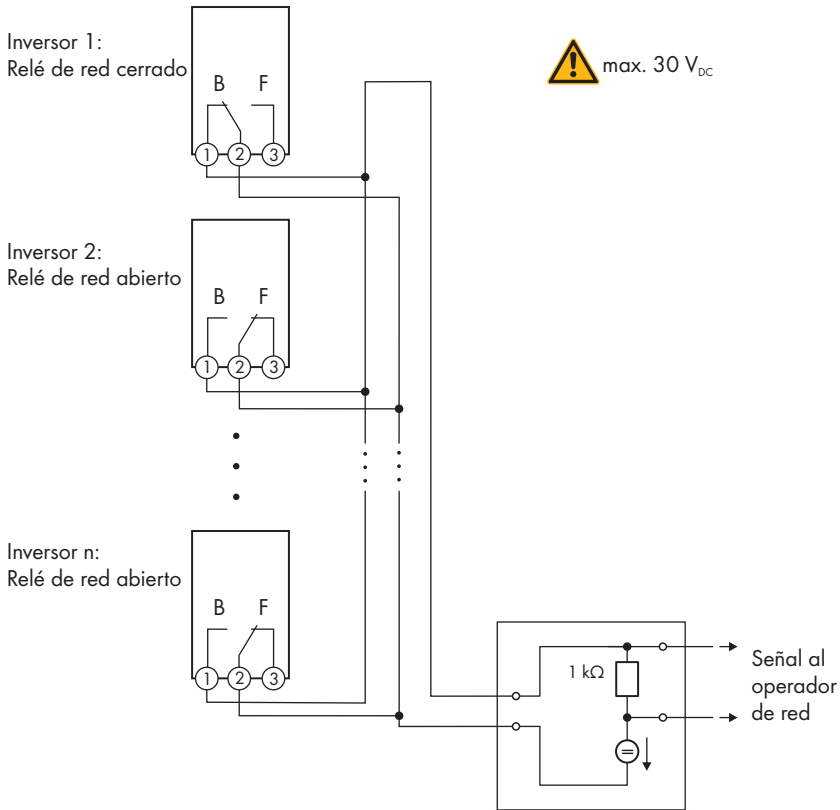 Inversor 1:
Relé de red cerrado
B F
1 2 3
max. 30 VDC
Inversor 2:
Relé de red abierto
B F
1 2 3
Inversor n:
Relé de red abierto
B F
1 2 3
1 kΩ
Señal al
operador
de red